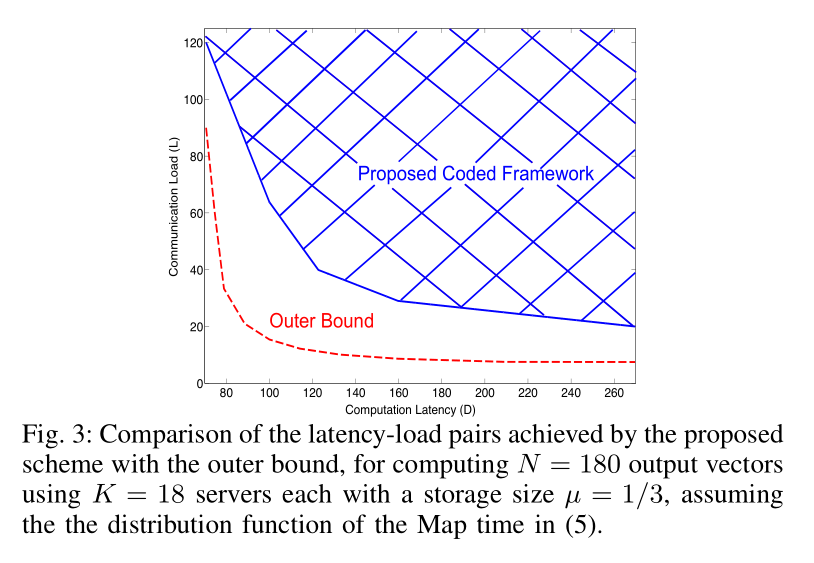 120
100
80
60
40
20
0
Communication Load (L)
Proposed Coded Framework
Outer Bound
80 100 120 140 160 180 200 220 240 260
Computation Latency (D)
Fig. 3: Comparison of the latency-load pairs achieved by the proposed
scheme with the outer bound, for computing N = 180 output vectors
using K = 18 servers each with a storage size μ = 1/3, assuming
the the distribution function of the Map time in (5).